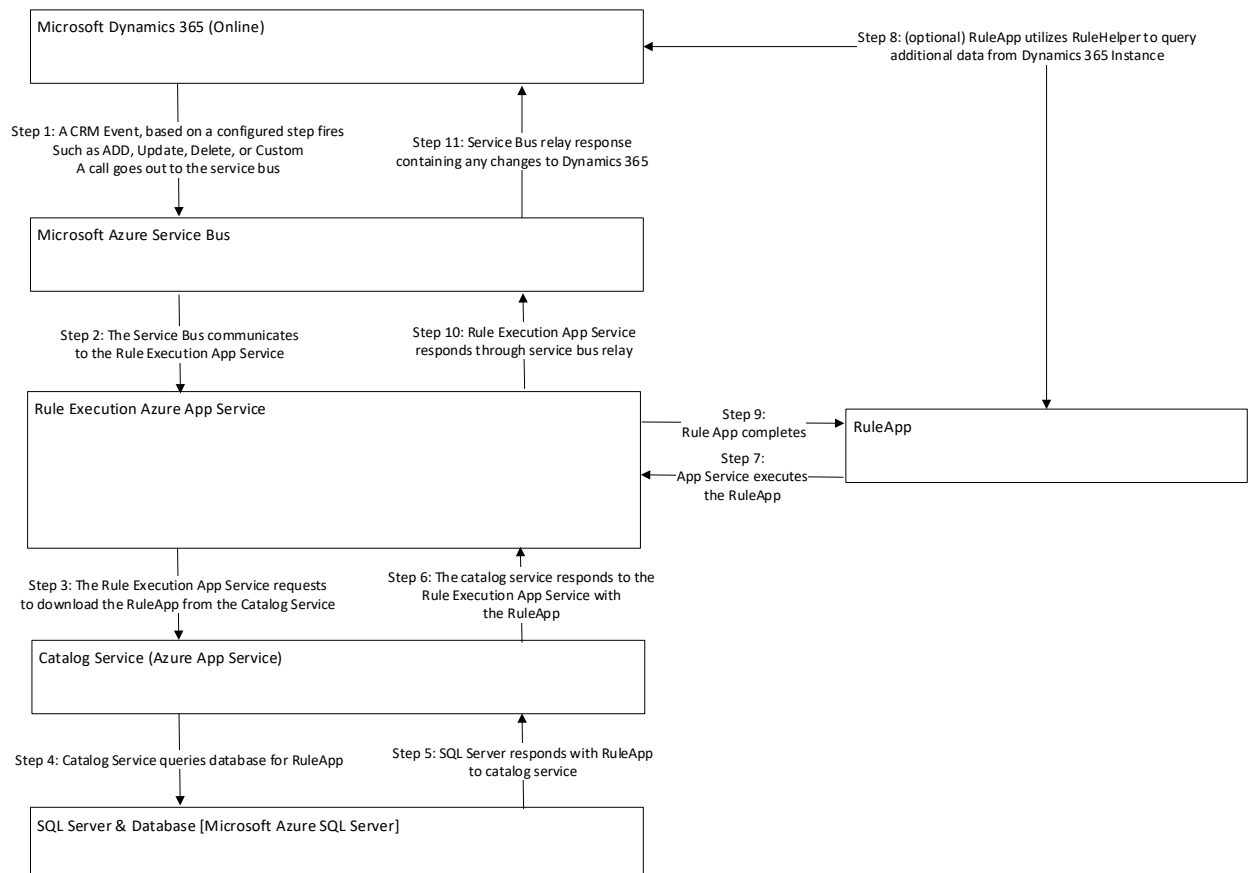 Microsoft Dynamics 365 (Online)
Step 8: (optional) RuleApp utilizes RuleHelper to query
additional data from Dynamics 365 Instance
Step 1: A CRM Event, based on a configured step fires
Such as ADD, Update, Delete, or Custom
A call goes out to the service bus
Step 11: Service Bus relay response
containing any changes to Dynamics 365
Microsoft Azure Service Bus
Step 2: The Service Bus communicates
to the Rule Execution App Service
Step 10: Rule Execution App Service
responds through service bus relay
Rule Execution Azure App Service
Step 9:
Rule App completes
RuleApp
Step 7:
App Service executes
the RuleApp
Step 3: The Rule Execution App Service requests
to download the RuleApp from the Catalog Service
Step 6: The catalog service responds to the
Rule Execution App Service with
the RuleApp
Catalog Service (Azure App Service)
Step 4: Catalog Service queries database for RuleApp
Step 5: SQL Server responds with RuleApp
to catalog service
SQL Server & Database [Microsoft Azure SQL Server]